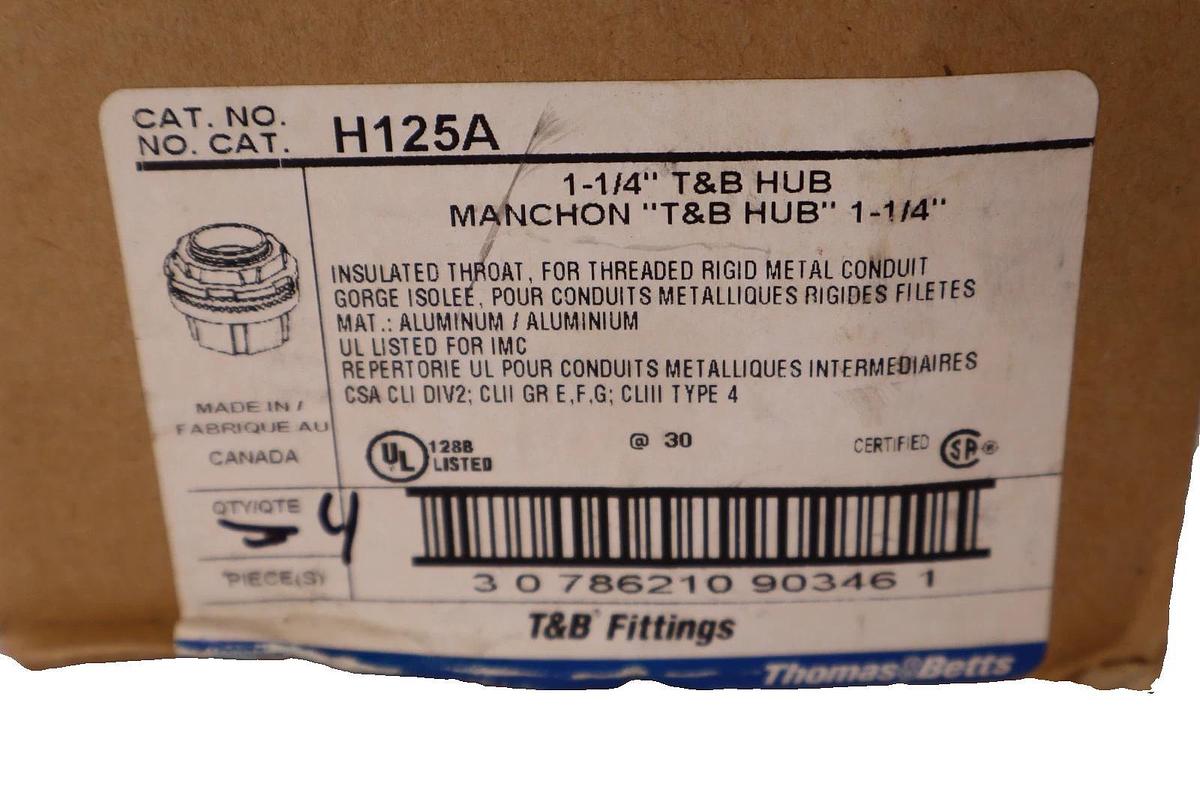 CAT. NO.
NO. CAT. H125A
1-1/4" T&B HUB
MANCHON "T&B HUB" 1-1/4"
INSULATED THROAT, FOR THREADED RIGID METAL CONDUIT
GORGE ISOLEE, POUR CONDUITS METALLIQUES RIGIDES FILETES
MAT.: ALUMINUM / ALUMINIUM
UL LISTED FOR IMC
REPERTORIE UL POUR CONDUITS METALLIQUES INTERMEDIAIRES
CSA CLI DIV2; CLII GR E,F,G; CLIII TYPE 4
MADE IN /
FABRIQUE AU
CANADA
UL 128B
LISTED
@ 30
CERTIFIED SA®
QTY/QTE
4
PIECE(S)
3 0 786210 90346 1
T&B Fittings
Thomas&Betts